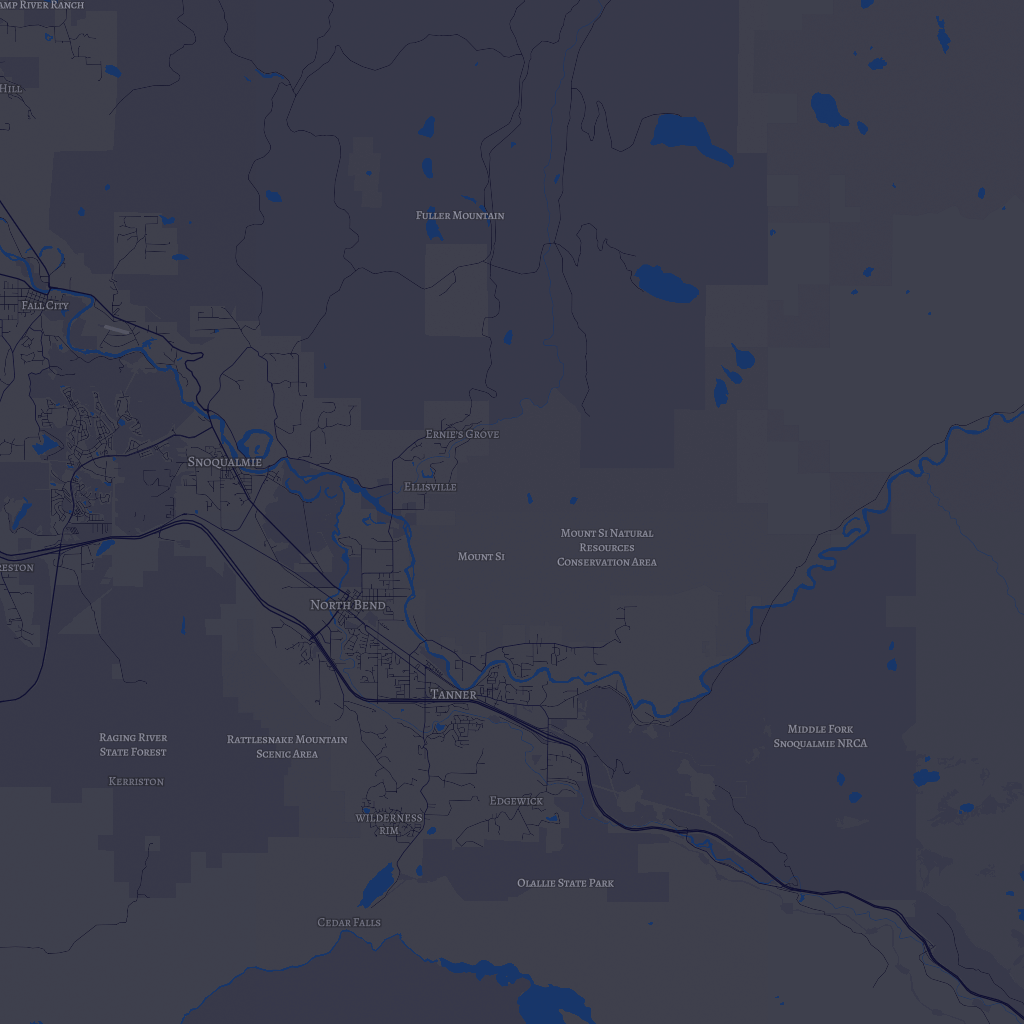 AMP RIVER RANCH
HILL
FULLER MOUNTAIN
FALL CITY
ERNIE'S GROVE
SNOQUALMIE
ELLISVILLE
MOUNT SI NATURAL
RESOURCES
CONSERVATION AREA
MOUNT SI
RESTON
NORTH BEND
TANNER
MIDDLE FORK
SNOQUALMIE NRCA
RAGING RIVER
STATE FOREST
RATTLESNAKE MOUNTAIN
SCENIC AREA
KERRISTON
EDGEWICK
WILDERNESS
RIM
OLALLIE STATE PARK
CEDAR FALLS